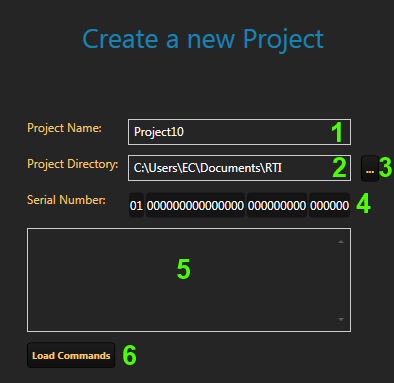 Create a new Project
Project Name: Project10 1
Project Directory: C:\Users\EC\Documents\RTI 2 ... 3
Serial Number: 01 000000000000000 000000000 000000 4
5
Load Commands 6